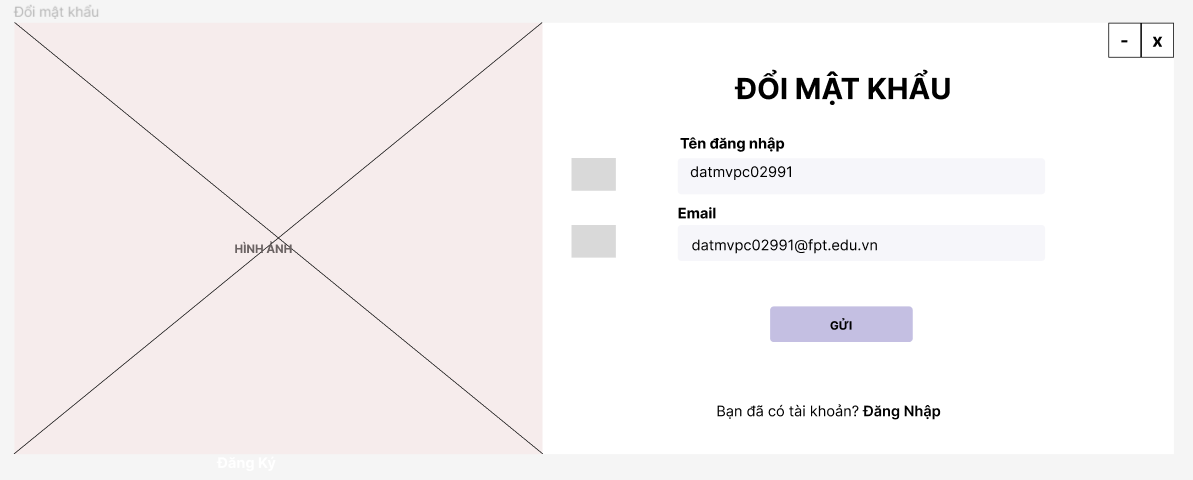 Đổi mật khẩu
- x
ĐỔI MẬT KHẨU
Tên đăng nhập
datmvpc02991
Email
datmvpc02991@fpt.edu.vn
HÌNH ẢNH
GỬI
Bạn đã có tài khoản? Đăng Nhập
Đăng Ký